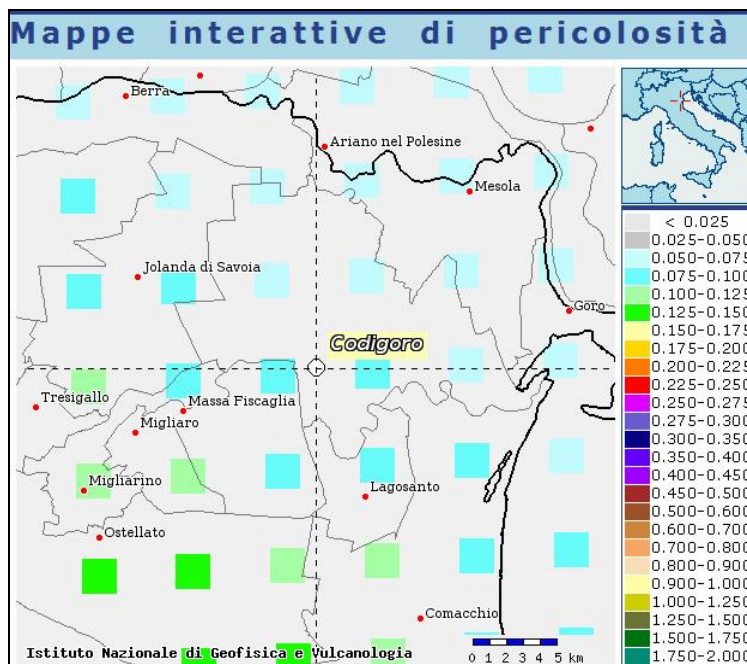 Mappe interattive di pericolosità
Berra
Ariano nel Polesine
Mesola
Jolanda di Savoia
Goro
Codigoro
Tresigallo
Massa Fiscaglia
Migliaro
Migliarino
Lagosanto
Ostellato
Comacchio
Istituto Nazionale di Geofisica e Vulcanologia
0 1 2 3 4 5 km
< 0.025
0.025-0.050
0.050-0.075
0.075-0.100
0.100-0.125
0.125-0.150
0.150-0.175
0.175-0.200
0.200-0.225
0.225-0.250
0.250-0.275
0.275-0.300
0.300-0.350
0.350-0.400
0.400-0.450
0.450-0.500
0.500-0.600
0.600-0.700
0.700-0.800
0.800-0.900
0.900-1.000
1.000-1.250
1.250-1.500
1.500-1.750
1.750-2.000